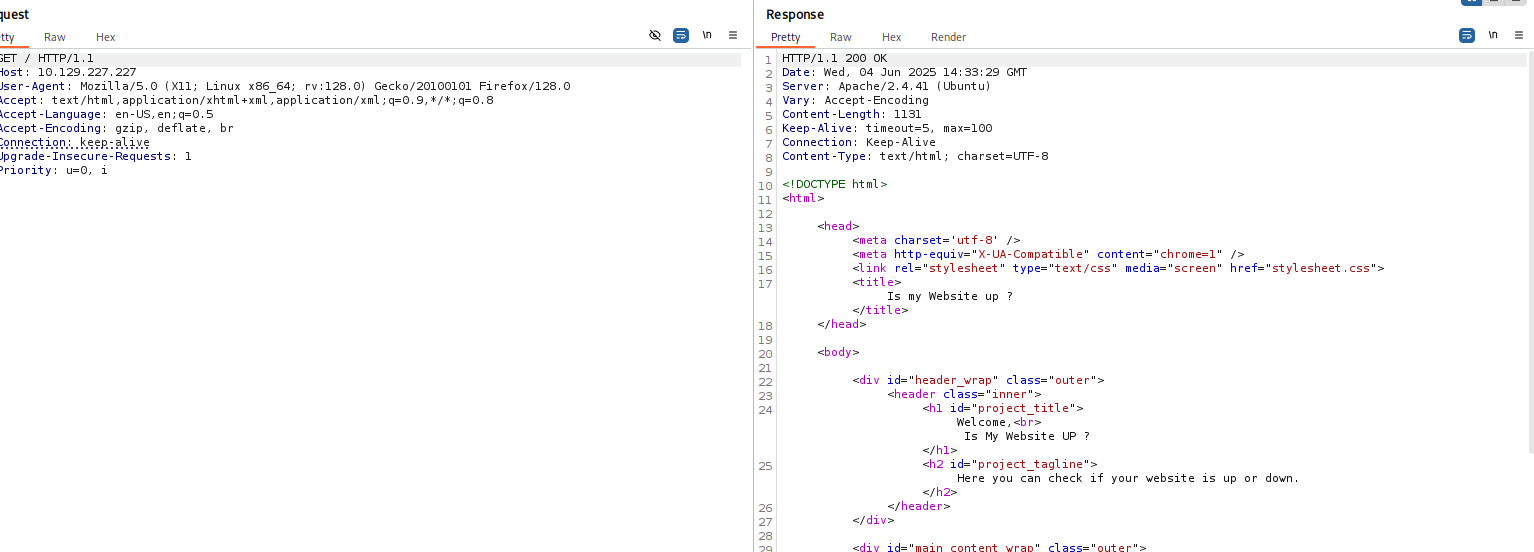 quest
Response
tty Raw Hex
\n
Pretty Raw Hex Render
\n
GET / HTTP/1.1
Host: 10.129.227.227
User-Agent: Mozilla/5.0 (X11; Linux x86_64; rv:128.0) Gecko/20100101 Firefox/128.0
Accept: text/html,application/xhtml+xml,application/xml;q=0.9,*/*;q=0.8
Accept-Language: en-US,en;q=0.5
Accept-Encoding: gzip, deflate, br
Connection: keep-alive
Upgrade-Insecure-Requests: 1
Priority: u=0, i
1 HTTP/1.1 200 OK
2 Date: Wed, 04 Jun 2025 14:33:29 GMT
3 Server: Apache/2.4.41 (Ubuntu)
4 Vary: Accept-Encoding
5 Content-Length: 1131
6 Keep-Alive: timeout=5, max=100
7 Connection: Keep-Alive
8 Content-Type: text/html; charset=UTF-8
9
10 <!DOCTYPE html>
11 <html>
12
13 <head>
14 <meta charset='utf-8' />
15 <meta http-equiv="X-UA-Compatible" content="chrome=1" />
16 <link rel="stylesheet" type="text/css" media="screen" href="stylesheet.css">
17 <title>
Is my Website up ?
</title>
18 </head>
19
20 <body>
21
22 <div id="header_wrap" class="outer">
23 <header class="inner">
24 <h1 id="project_title">
Welcome,<br>
Is My Website UP ?
</h1>
25 <h2 id="project_tagline">
Here you can check if your website is up or down.
</h2>
26 </header>
27 </div>
28
29 <div id="main_content_wrap" class="outer">